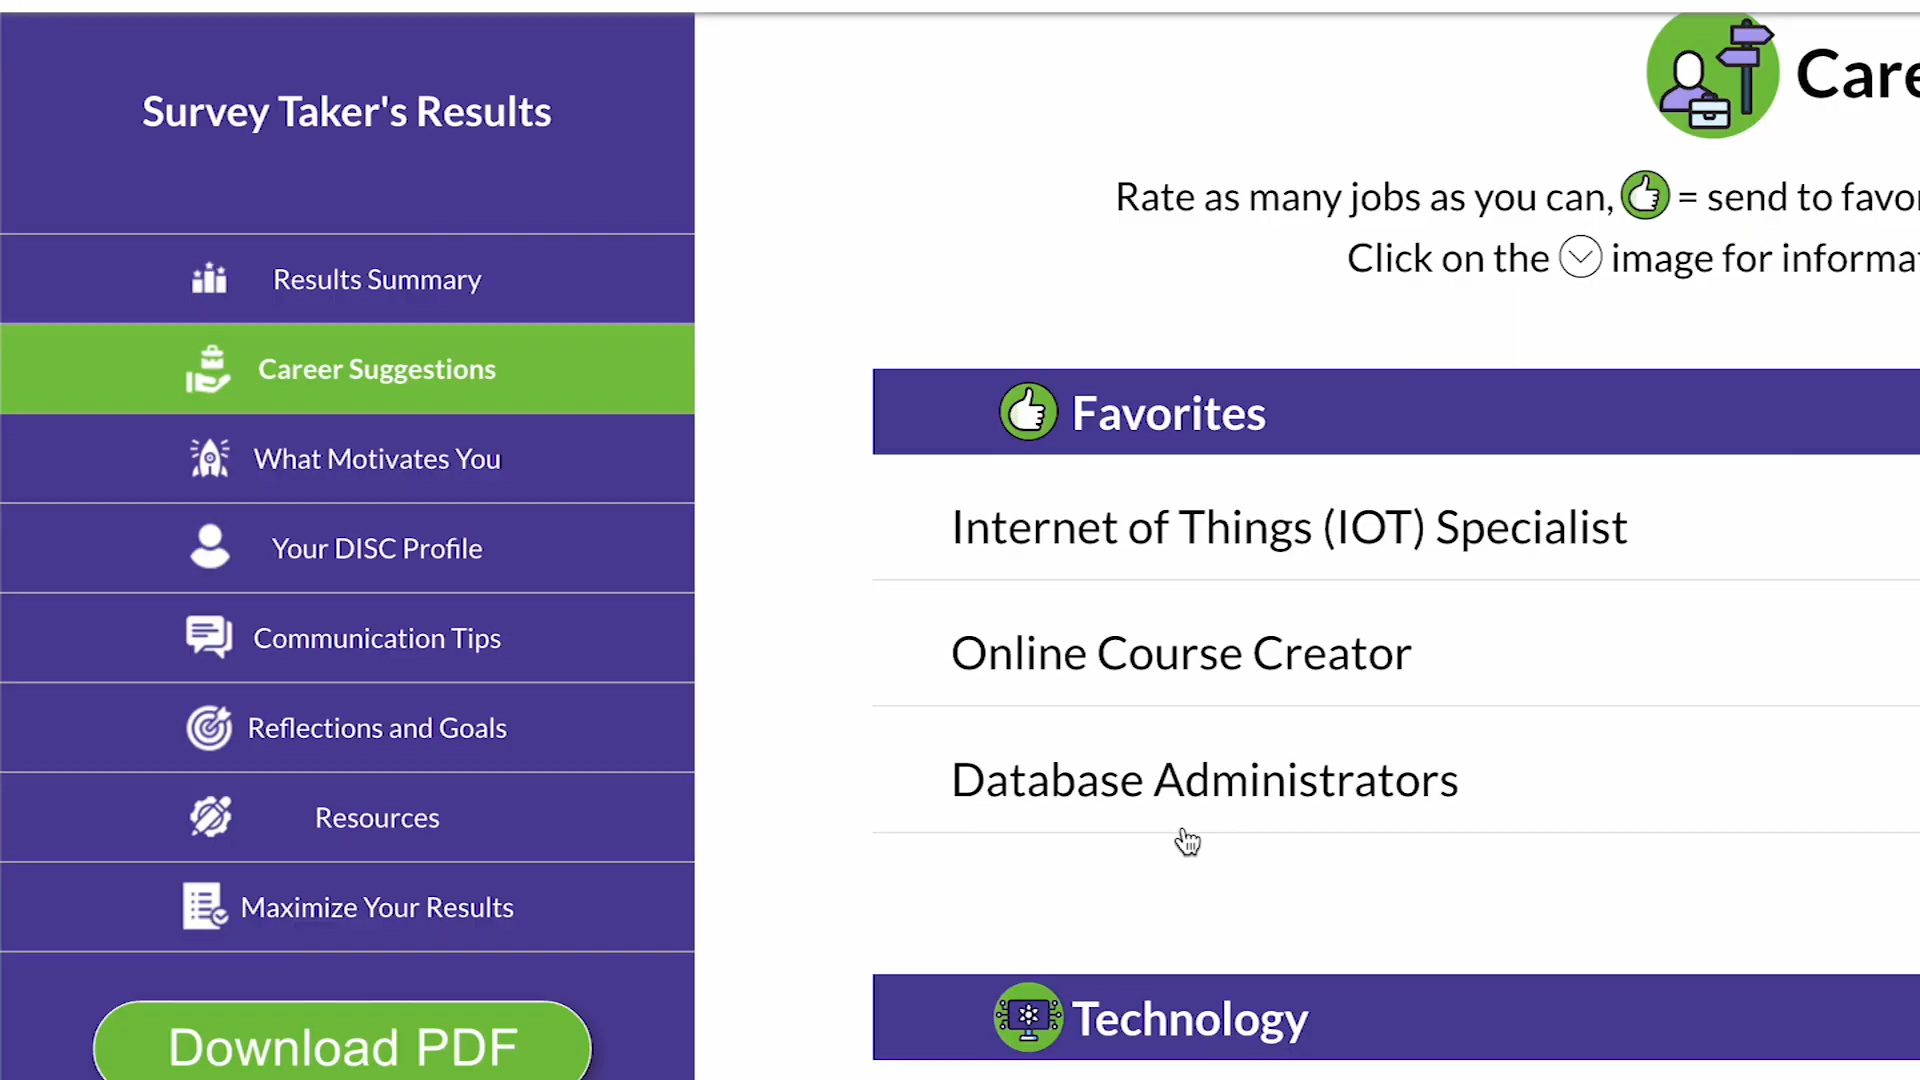 Survey Taker's Results
Results Summary
Career Suggestions
What Motivates You
Your DISC Profile
Communication Tips
Reflections and Goals
Resources
Maximize Your Results
Download PDF
Rate as many jobs as you can, = send to
Click on the image for
Favorites
Internet of Things (IOT) Specialist
Online Course Creator
Database Administrators
Technology